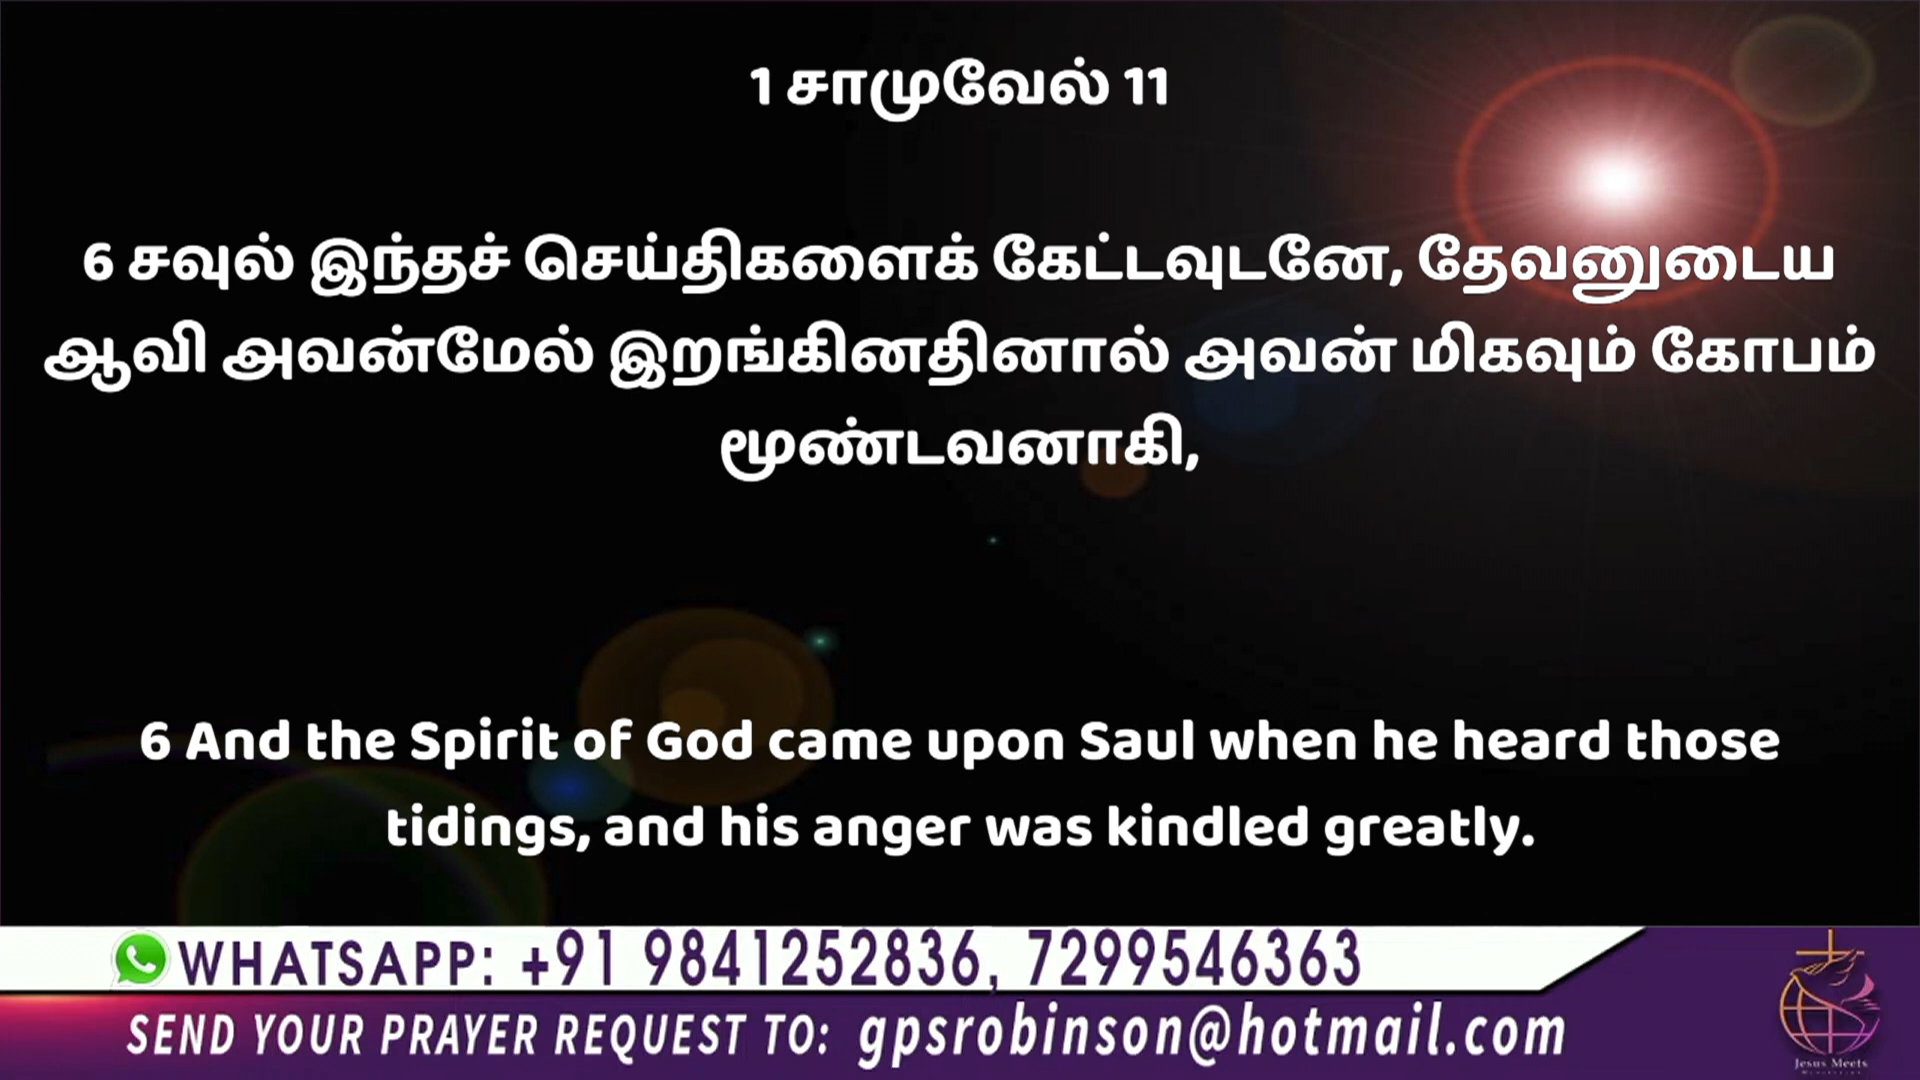 1 சாமுவேல் 11
6 சவுல் இந்தச் செய்திகளைக் கேட்டவுடனே, தேவனுடைய
ஆவி அவன்மேல் இறங்கினதினால் அவன் மிகவும் கோபம்
மூண்டவனாகி,
6 And the Spirit of God came upon Saul when he heard those
tidings, and his anger was kindled greatly.
WHATSAPP: +91 9841252836, 7299546363
SEND YOUR PRAYER REQUEST TO: gpsrobinson@hotmail.com
Jesus Meets